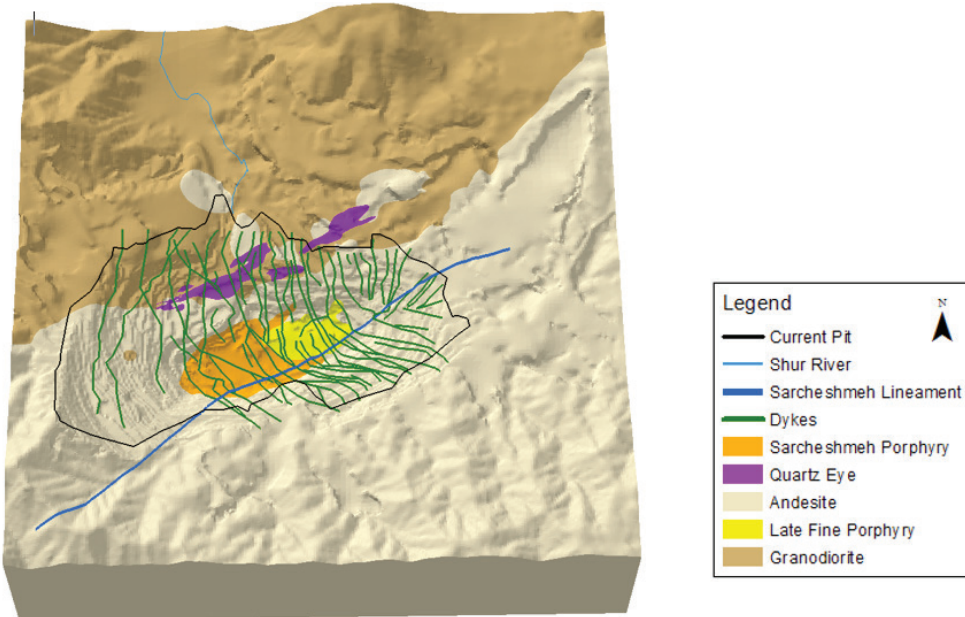 Legend
N
Current Pit
Shur River
Sarcheshmeh Lineament
Dykes
Sarcheshmeh Porphyry
Quartz Eye
Andesite
Late Fine Porphyry
Granodiorite